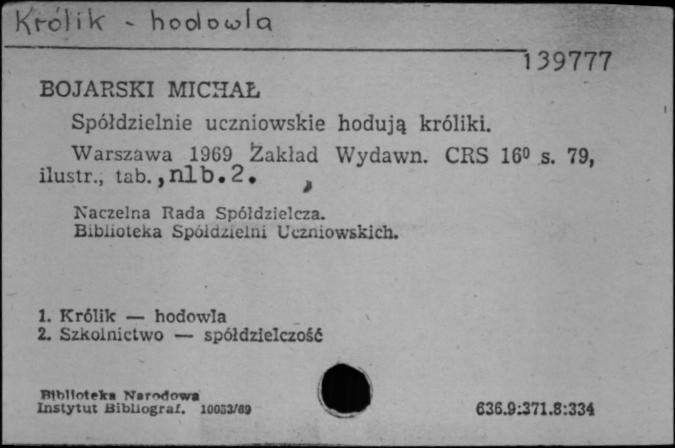 Królik - hodowla
139777
BOJARSKI MICHAŁ
Spółdzielnie uczniowskie hodują króliki.
Warszawa 1969 Zakład Wydawn. CRS 16⁰ s. 79,
ilustr., tab., nlb. 2.
Naczelna Rada Spółdzielcza.
Biblioteka Spółdzielni Uczniowskich.
1. Królik — hodowla
2. Szkolnictwo — spółdzielczość
Biblioteka Narodowa
Instytut Bibliograf. 10033/69
636.9:371.8:334